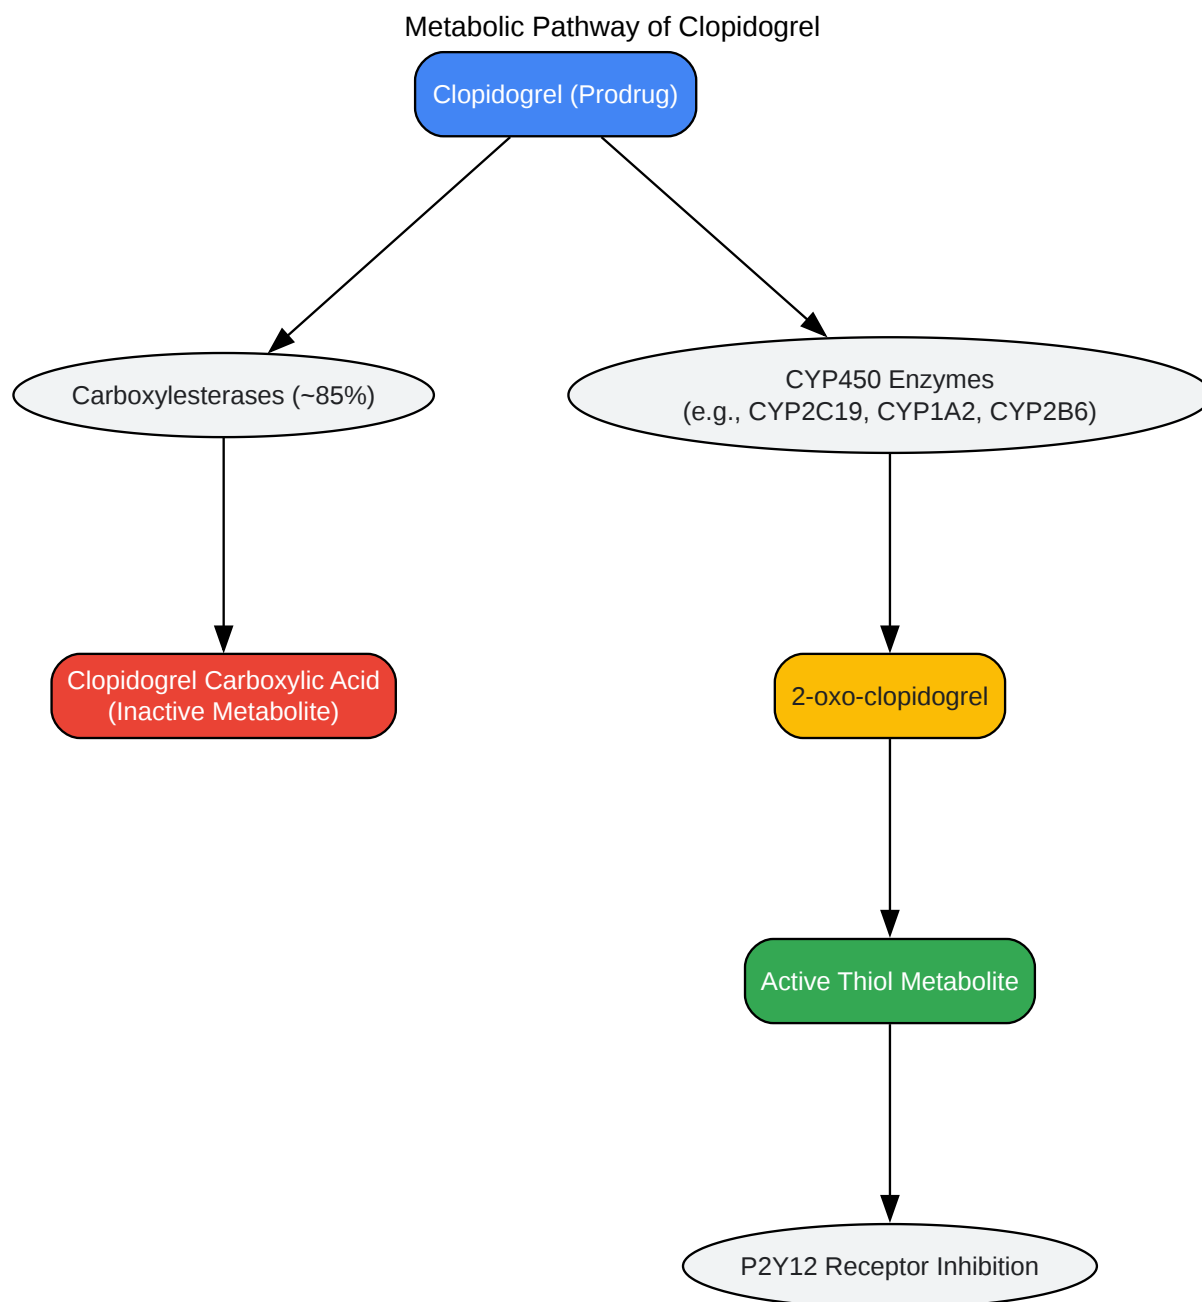 Metabolic Pathway of Clopidogrel
Clopidogrel (Prodrug)
Carboxylesterases (~85%)
CYP450 Enzymes
(e.g., CYP2C19, CYP1A2, CYP2B6)
Clopidogrel Carboxylic Acid
(Inactive Metabolite)
2-oxo-clopidogrel
Active Thiol Metabolite
P2Y12 Receptor Inhibition